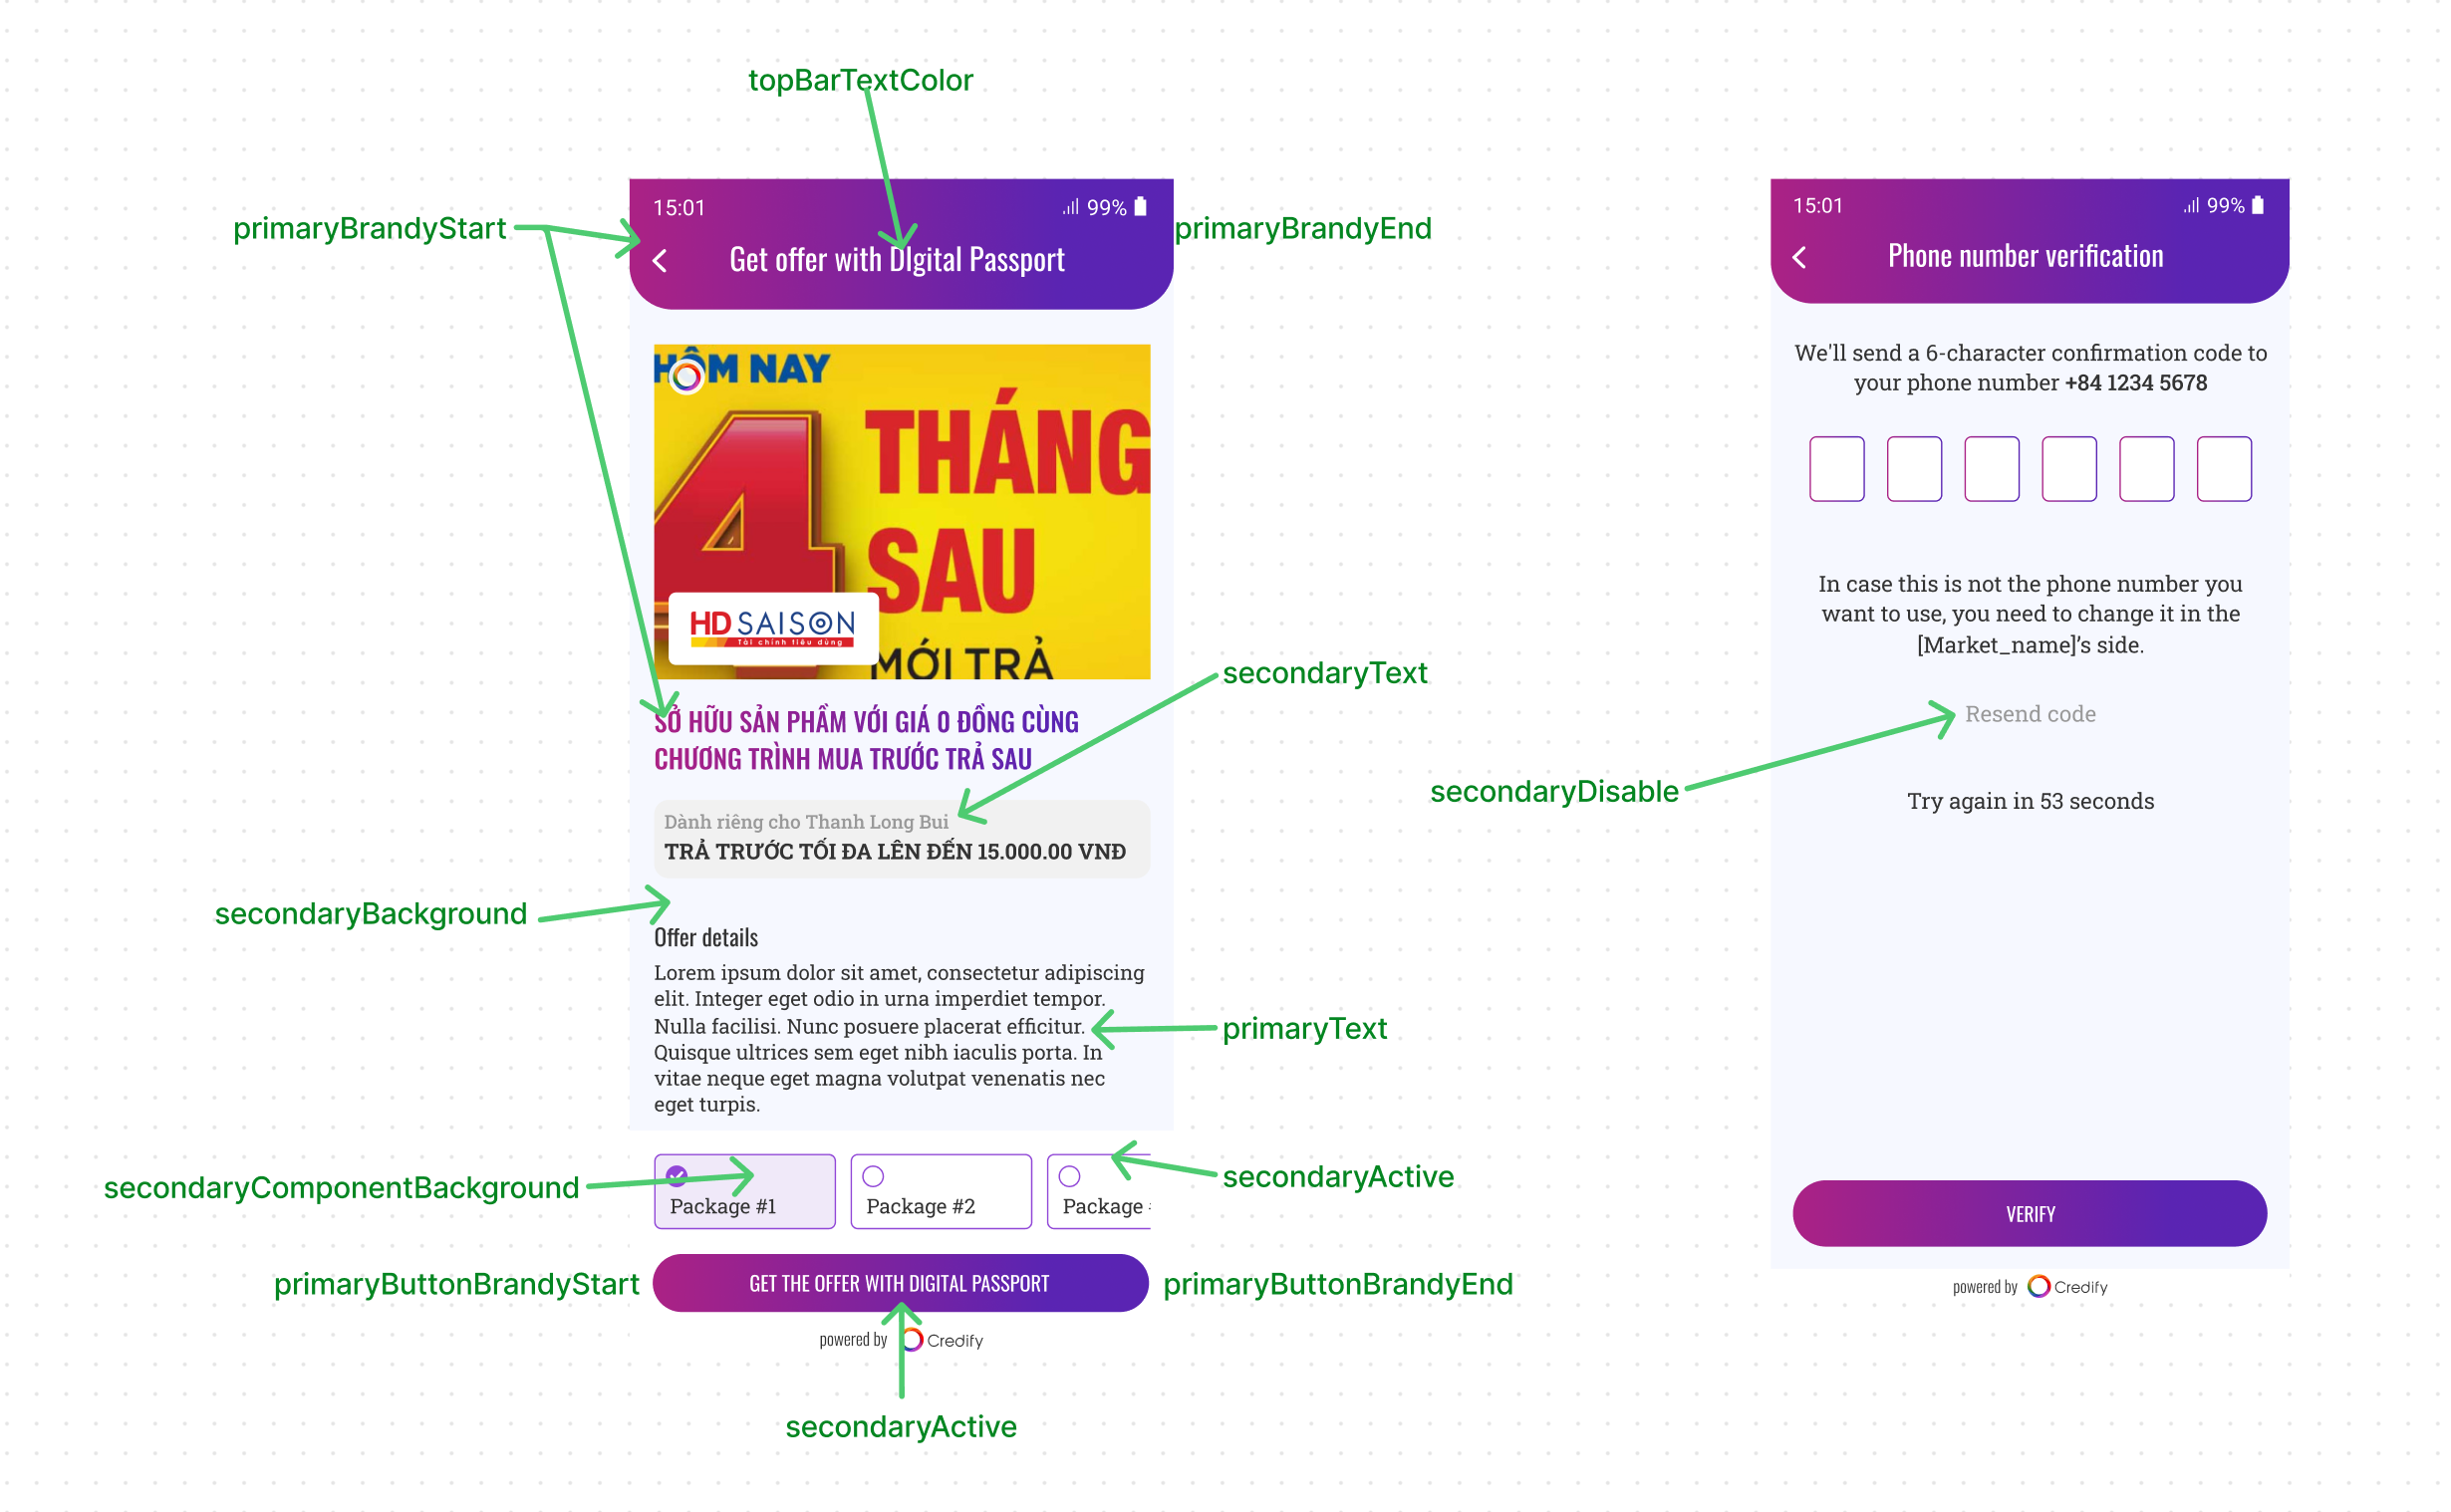 topBarTextColor
primaryBrandyStart
15:01
99%
Get offer with DIgital Passport
primaryBrandyEnd
HÔM NAY
4 THÁNG
SAU
HD SAISON
Tài chính tiêu dùng
MỚI TRẢ
SỞ HỮU SẢN PHẦM VỚI GIÁ 0 ĐỒNG CÙNG
CHƯƠNG TRÌNH MUA TRƯỚC TRẢ SAU
secondaryText
Dành riêng cho Thanh Long Bui
TRẢ TRƯỚC TỐI ĐA LÊN ĐẾN 15.000.00 VNĐ
secondaryBackground
Offer details
Lorem ipsum dolor sit amet, consectetur adipiscing
elit. Integer eget odio in urna imperdiet tempor.
Nulla facilisi. Nunc posuere placerat efficitur.
Quisque ultrices sem eget nibh iaculis porta. In
vitae neque eget magna volutpat venenatis nec
eget turpis.
primaryText
secondaryComponentBackground
Package #1
Package #2
Package #
secondaryActive
primaryButtonBrandyStart
GET THE OFFER WITH DIGITAL PASSPORT
primaryButtonBrandyEnd
powered by Credify
secondaryActive
15:01
99%
Phone number verification
We'll send a 6-character confirmation code to
your phone number +84 1234 5678
In case this is not the phone number you
want to use, you need to change it in the
[Market_name]’s side.
Resend code
secondaryDisable
Try again in 53 seconds
VERIFY
powered by Credify